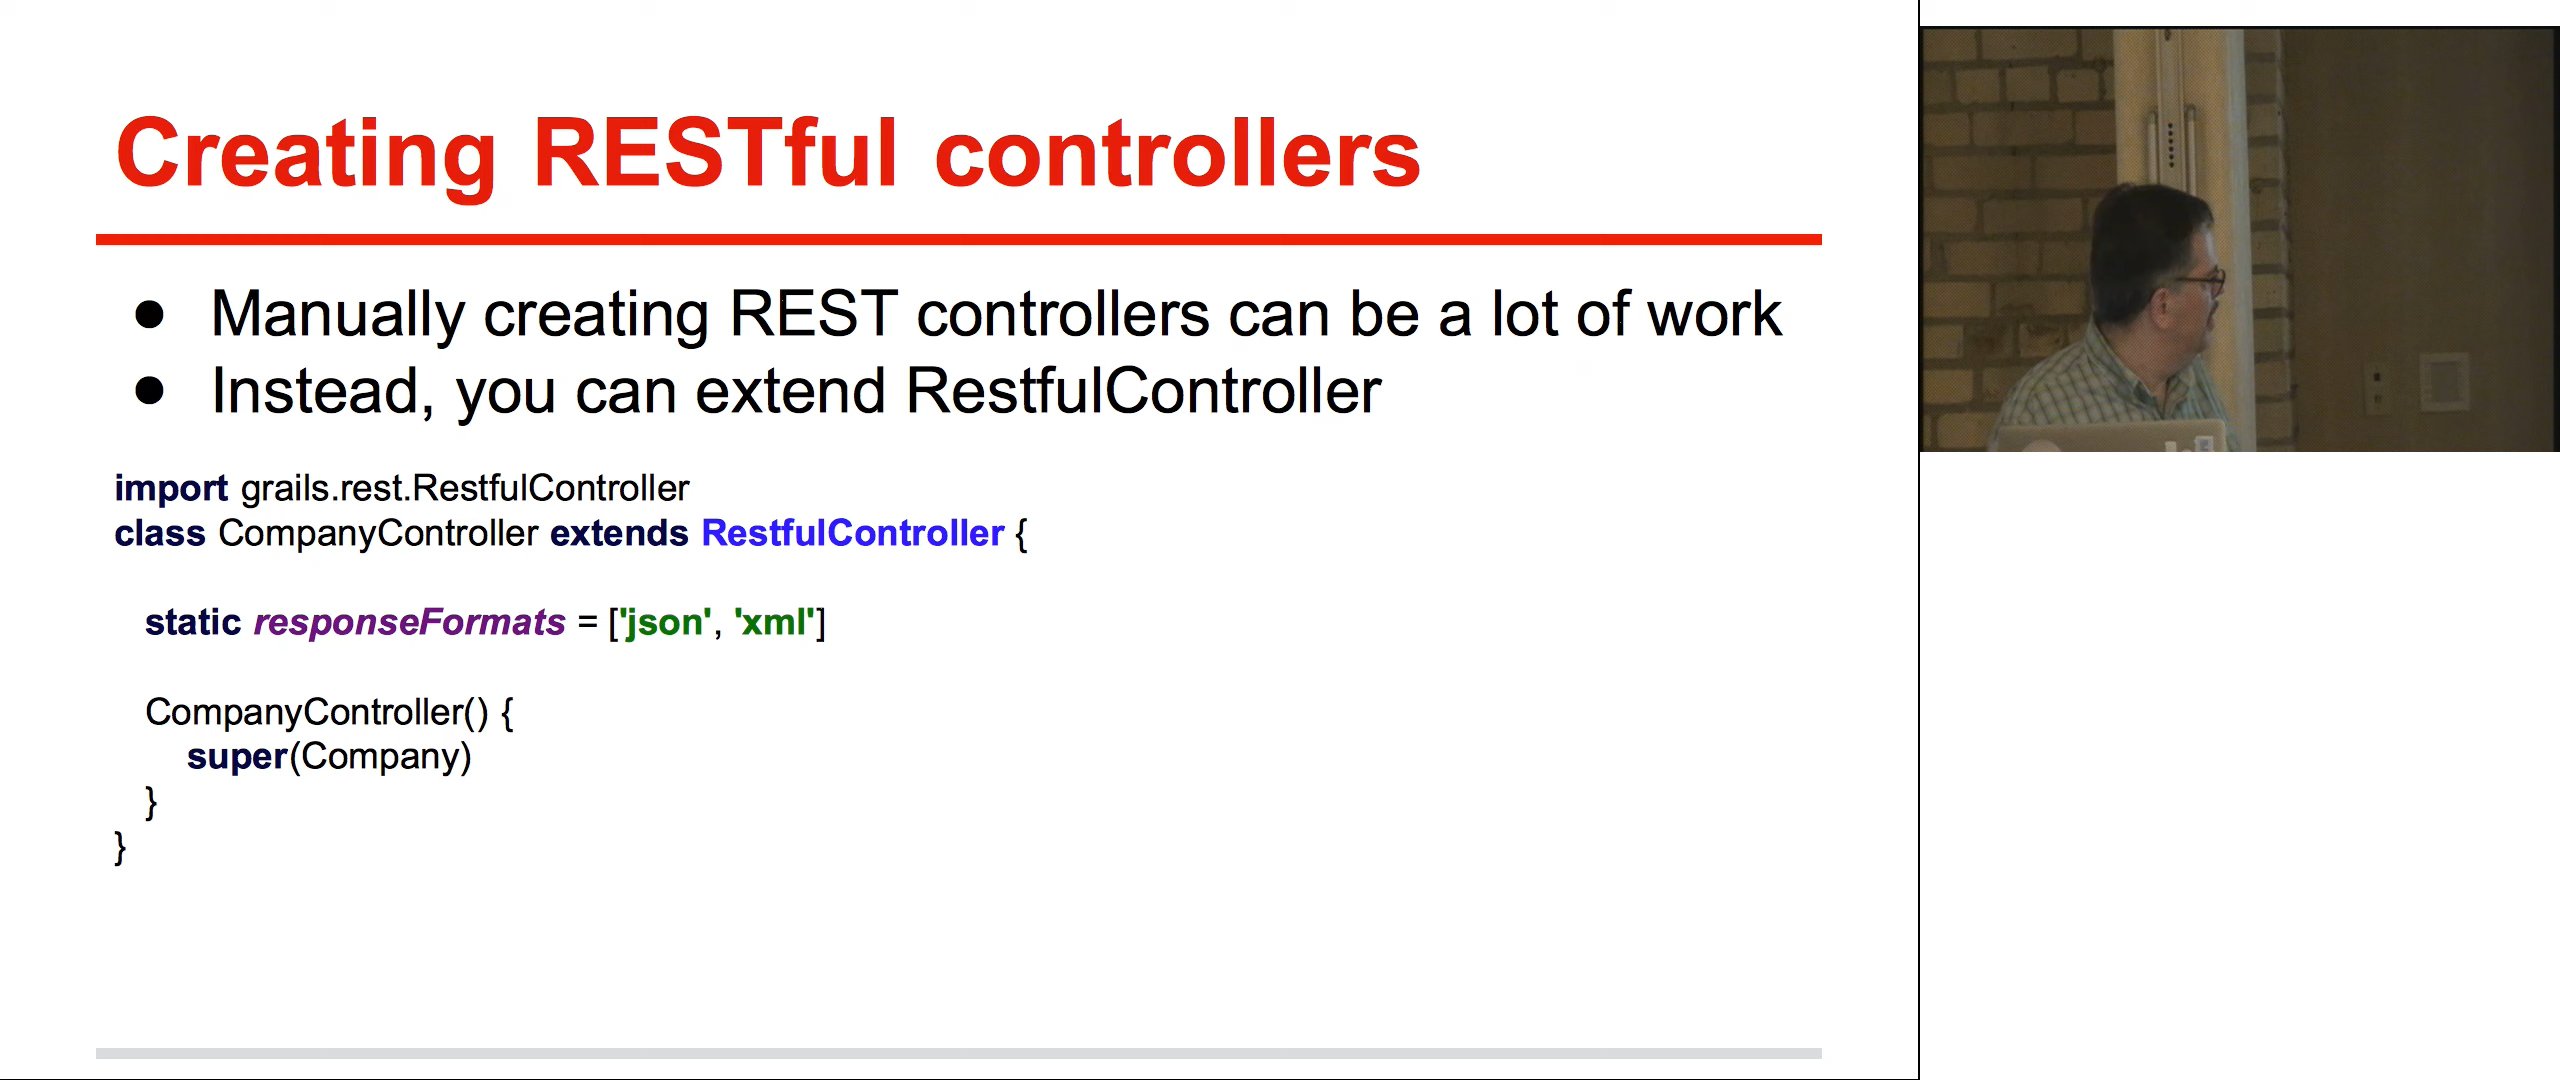 Creating RESTful controllers
● Manually creating REST controllers can be a lot of work
● Instead, you can extend RestfulController
import grails.rest.RestfulController
class CompanyController extends RestfulController {
static responseFormats = ['json', 'xml']
CompanyController() {
super(Company)
}
}